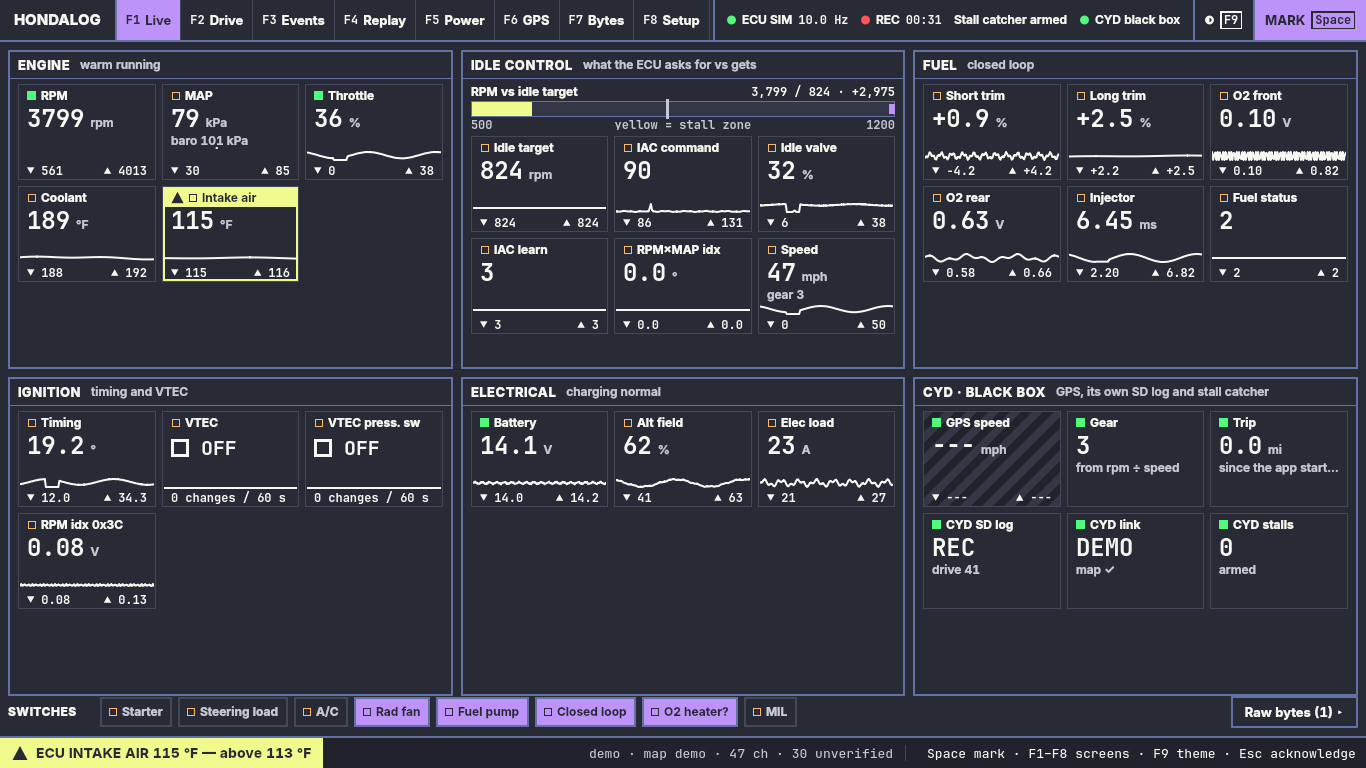 HONDALOG F1 Live F2 Drive F3 Events F4 Replay F5 Power F6 GPS F7 Bytes F8 Setup ECU SIM 10.0 Hz REC 00:31 Stall catcher armed CYD black box F9 MARK Space
ENGINE warm running
RPM MAP Throttle
3799 rpm 79 kPa 36 %
baro 101 kPa
▼ 561 ▲ 4013 ▼ 30 ▲ 85 ▼ 0 ▲ 38
Coolant Intake air
189 °F 115 °F
▼ 188 ▲ 192 ▼ 115 ▲ 116
IDLE CONTROL what the ECU asks for vs gets
RPM vs idle target 3,799 / 824 · +2,975
500 yellow = stall zone 1200
Idle target IAC command Idle valve
824 rpm 90 32 %
▼ 824 ▲ 824 ▼ 86 ▲ 131 ▼ 6 ▲ 38
IAC learn RPM×MAP idx Speed
3 0.0 ° 47 mph
gear 3
▼ 3 ▲ 3 ▼ 0.0 ▲ 0.0 ▼ 0 ▲ 50
FUEL closed loop
Short trim Long trim O2 front
+0.9 % +2.5 % 0.10 V
▼ -4.2 ▲ +4.2 ▼ +2.2 ▲ +2.5 ▼ 0.10 ▲ 0.82
O2 rear Injector Fuel status
0.63 V 6.45 ms 2
▼ 0.58 ▲ 0.66 ▼ 2.20 ▲ 6.82 ▼ 2 ▲ 2
IGNITION timing and VTEC
Timing VTEC VTEC press. sw
19.2 ° OFF OFF
▼ 12.0 ▲ 34.3 0 changes / 60 s 0 changes / 60 s
RPM idx 0x3C
0.08 V
▼ 0.08 ▲ 0.13
ELECTRICAL charging normal
Battery Alt field Elec load
14.1 V 62 % 23 A
▼ 14.0 ▲ 14.2 ▼ 41 ▲ 63 ▼ 21 ▲ 27
CYD · BLACK BOX GPS, its own SD log and stall catcher
GPS speed Gear Trip
--- mph 3 0.0 mi
from rpm ÷ speed since the app start...
▼ --- ▲ ---
CYD SD log CYD link CYD stalls
REC DEMO 0
drive 41 map ✓ armed
SWITCHES Starter Steering load A/C Rad fan Fuel pump Closed loop O2 heater? MIL Raw bytes (1) ▸
ECU INTAKE AIR 115 °F — above 113 °F demo · map demo · 47 ch · 30 unverified Space mark · F1–F8 screens · F9 theme · Esc acknowledge